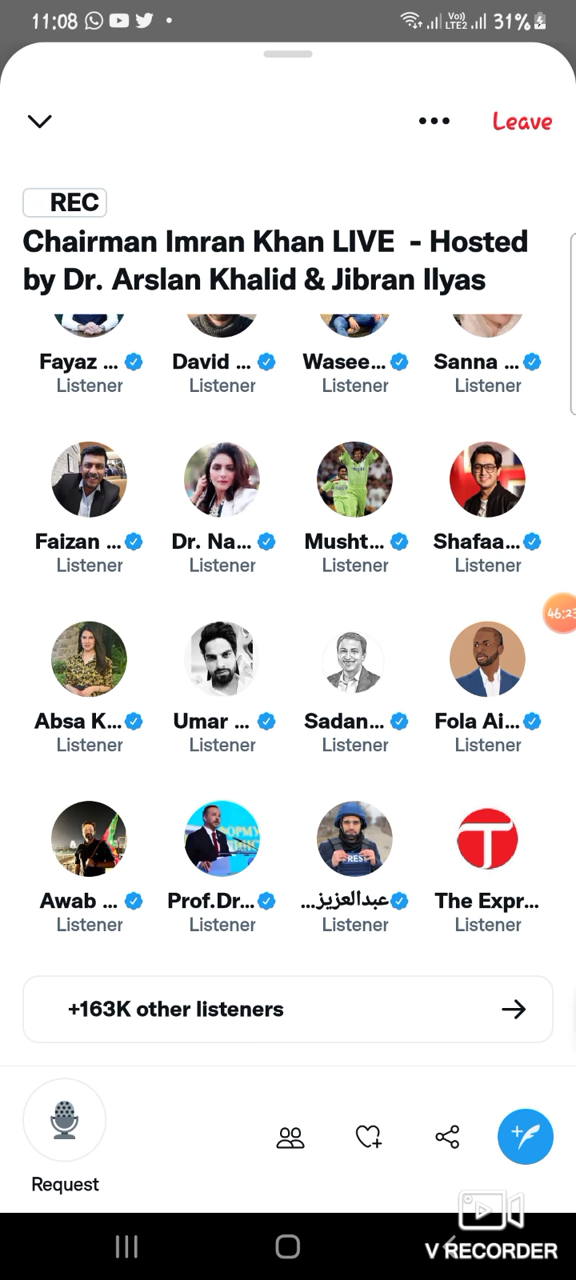 11:08
Vo))
LTE2
31%
Leave
REC
Chairman Imran Khan LIVE - Hosted
by Dr. Arslan Khalid & Jibran Ilyas
Fayaz ... David ... Wasee... Sanna ...
Listener Listener Listener Listener
Faizan ... Dr. Na... Musht... Shafaa...
Listener Listener Listener Listener
46:23
Absa K... Umar ... Sadan... Fola Ai...
Listener Listener Listener Listener
Awab ... Prof.Dr... عبدالعزيز... The Expr...
Listener Listener Listener Listener
+163K other listeners
Request
V RECORDER